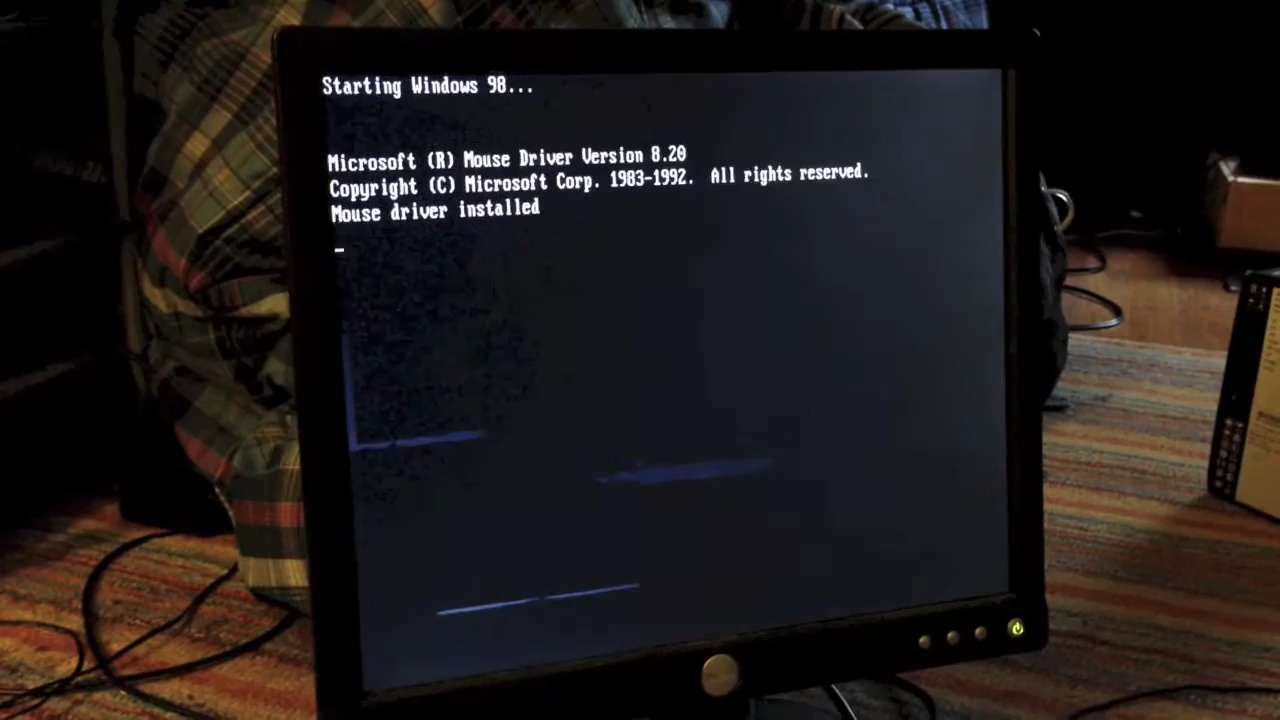 Starting Windows 98...
Microsoft (R) Mouse Driver Version 8.20
Copyright (C) Microsoft Corp. 1983-1992.  All rights reserved.
Mouse driver installed
_